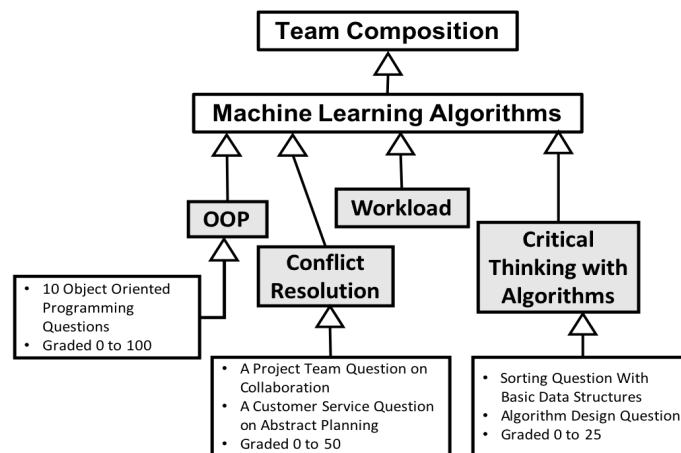 Team Composition
Machine Learning Algorithms
OOP
Workload
Conflict
Resolution
Critical
Thinking with
Algorithms
• 10 Object Oriented
Programming
Questions
• Graded 0 to 100
• A Project Team Question on
Collaboration
• A Customer Service Question
on Abstract Planning
• Graded 0 to 50
• Sorting Question With
Basic Data Structures
• Algorithm Design Question
• Graded 0 to 25